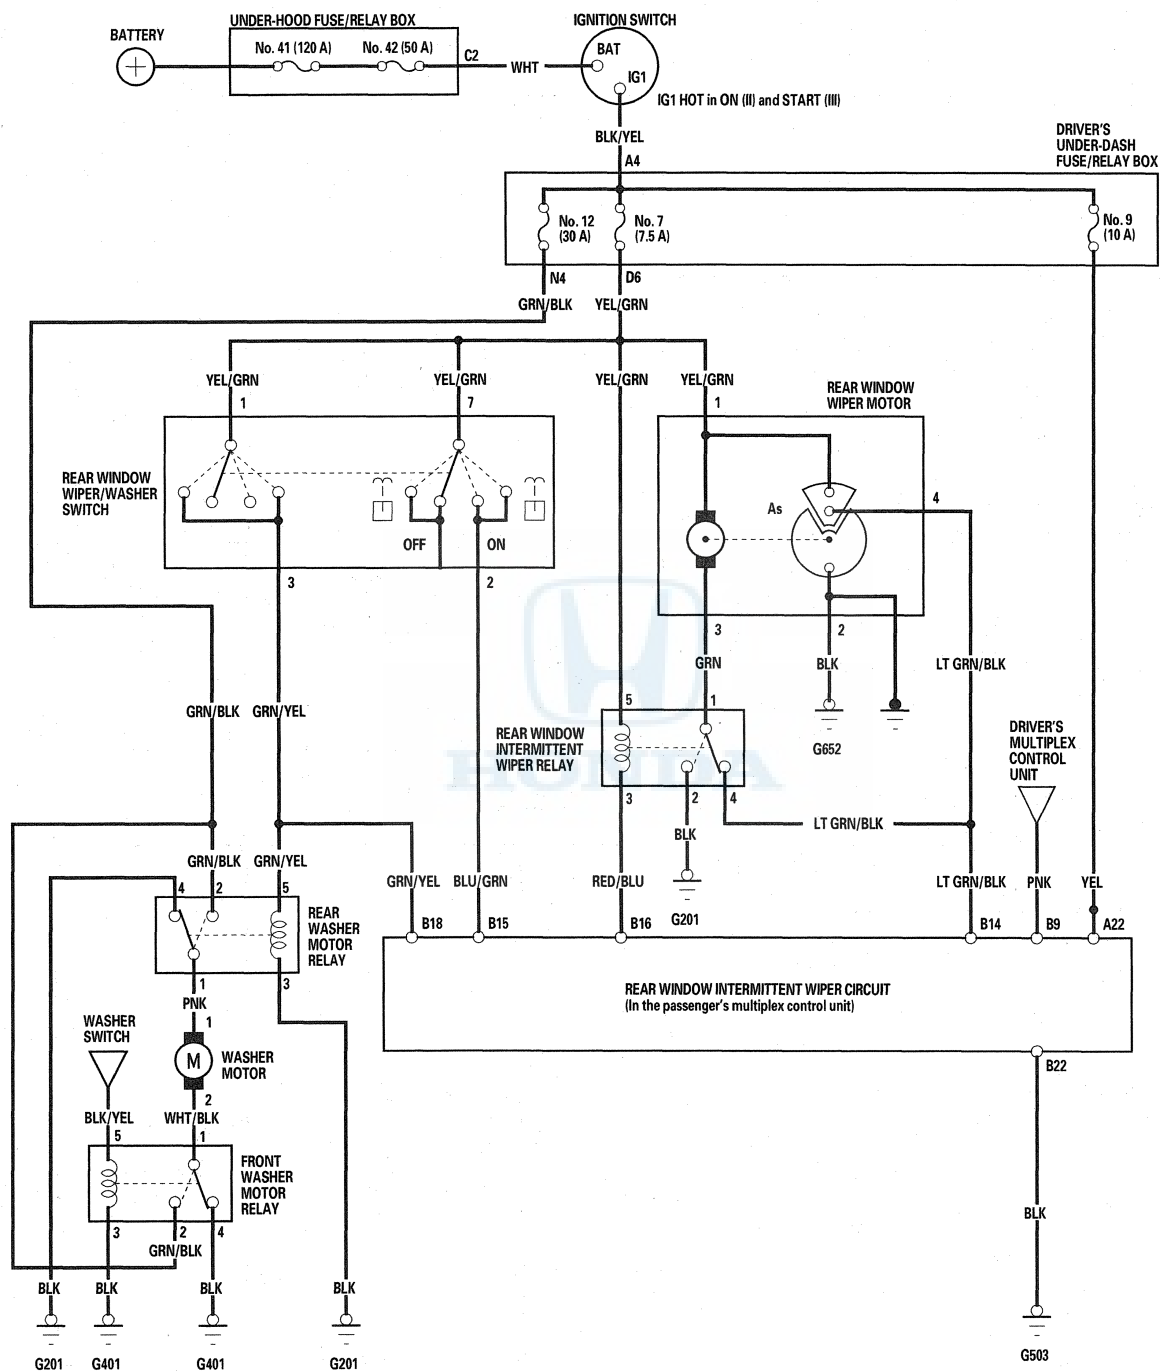 UNDER-HOOD FUSE/RELAY BOX
IGNITION SWITCH
BATTERY
No. 41 (120 A)
No. 42 (50 A)
C2
WHT
BAT
IG1
IG1 HOT in ON (II) and START (III)
BLK/YEL
A4
DRIVER'S
UNDER-DASH
FUSE/RELAY BOX
No. 12
(30 A)
No. 7
(7.5 A)
No. 9
(10 A)
N4
D6
GRN/BLK
YEL/GRN
YEL/GRN
YEL/GRN
YEL/GRN
YEL/GRN
1
7
1
REAR WINDOW
WIPER MOTOR
REAR WINDOW
WIPER/WASHER
SWITCH
OFF
ON
As
4
3
2
3
2
GRN
BLK
LT GRN/BLK
GRN/BLK
GRN/YEL
5
1
REAR WINDOW
INTERMITTENT
WIPER RELAY
G652
DRIVER'S
MULTIPLEX
CONTROL
UNIT
HONDA
3
2
4
BLK
LT GRN/BLK
GRN/BLK
GRN/YEL
GRN/YEL
BLU/GRN
RED/BLU
LT GRN/BLK
PNK
YEL
4
2
5
G201
B18
B15
B16
B14
B9
A22
REAR
WASHER
MOTOR
RELAY
1
3
PNK
REAR WINDOW INTERMITTENT WIPER CIRCUIT
(In the passenger's multiplex control unit)
WASHER
SWITCH
1
M
WASHER
MOTOR
B22
2
BLK/YEL
WHT/BLK
5
1
FRONT
WASHER
MOTOR
RELAY
3
2
4
GRN/BLK
BLK
BLK
BLK
BLK
BLK
G201
G401
G401
G201
G503